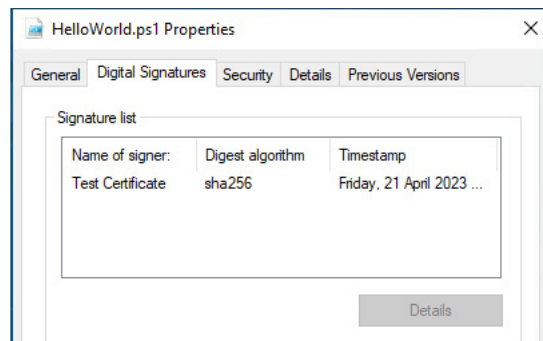 HelloWorld.ps1 Properties
General Digital Signatures Security Details Previous Versions
Signature list
Name of signer: Digest algorithm Timestamp
Test Certificate sha256 Friday, 21 April 2023 ...
Details